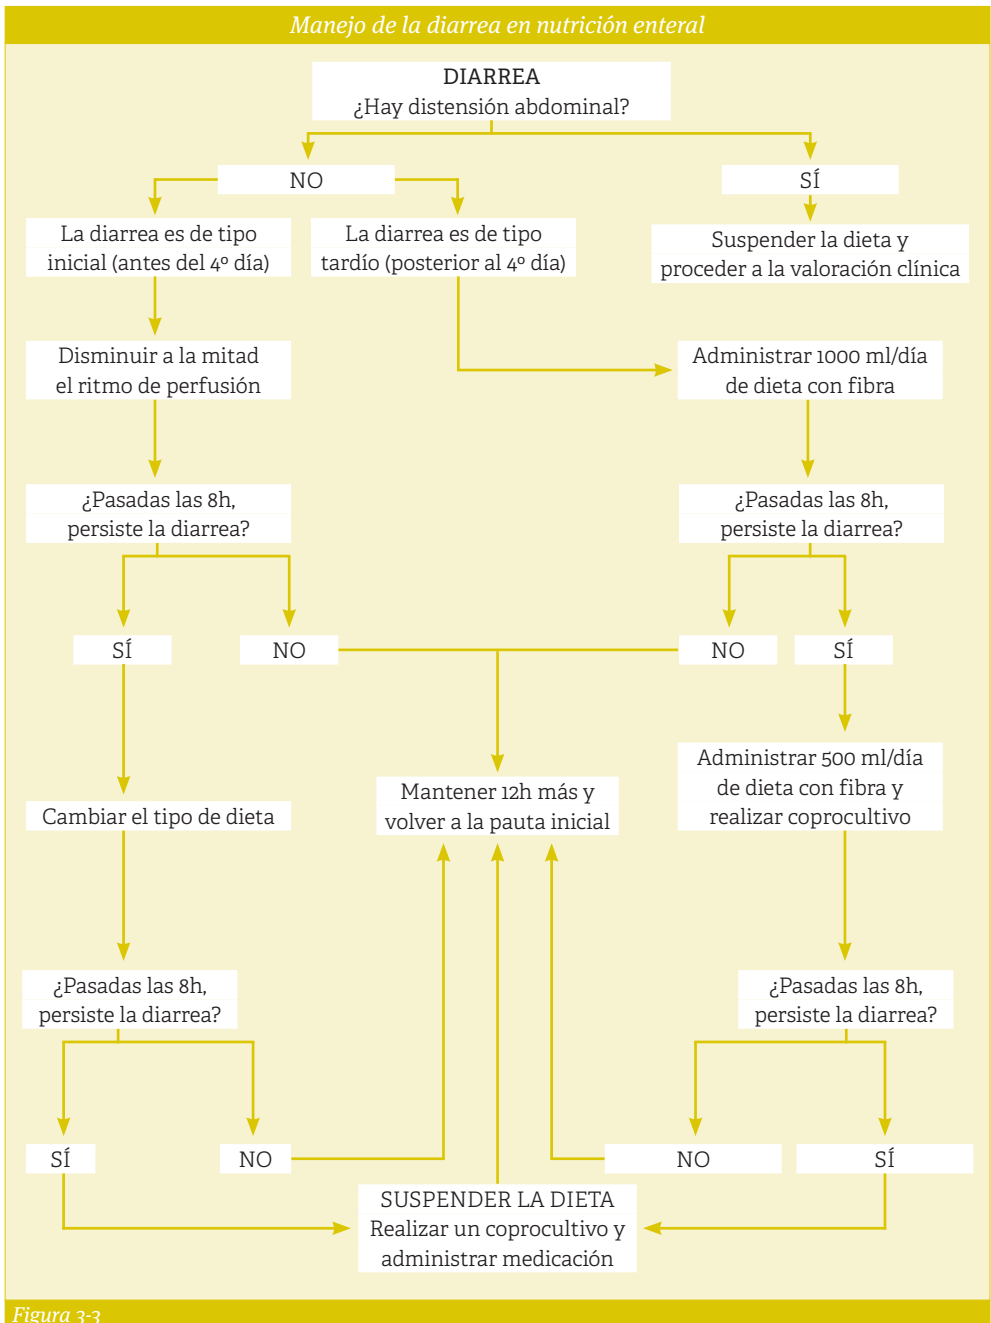 Manejo de la diarrea en nutrición enteral
DIARREA
¿Hay distensión abdominal?
NO
SÍ
La diarrea es de tipo
inicial (antes del 4º día)
La diarrea es de tipo
tardío (posterior al 4º día)
Suspender la dieta y
proceder a la valoración clínica
Disminuir a la mitad
el ritmo de perfusión
Administrar 1000 ml/día
de dieta con fibra
¿Pasadas las 8h,
persiste la diarrea?
¿Pasadas las 8h,
persiste la diarrea?
SÍ
NO
NO
SÍ
Cambiar el tipo de dieta
Mantener 12h más y
volver a la pauta inicial
Administrar 500 ml/día
de dieta con fibra y
realizar coprocultivo
¿Pasadas las 8h,
persiste la diarrea?
¿Pasadas las 8h,
persiste la diarrea?
SÍ
NO
NO
SÍ
SUSPENDER LA DIETA
Realizar un coprocultivo y
administrar medicación
Figura 3-3